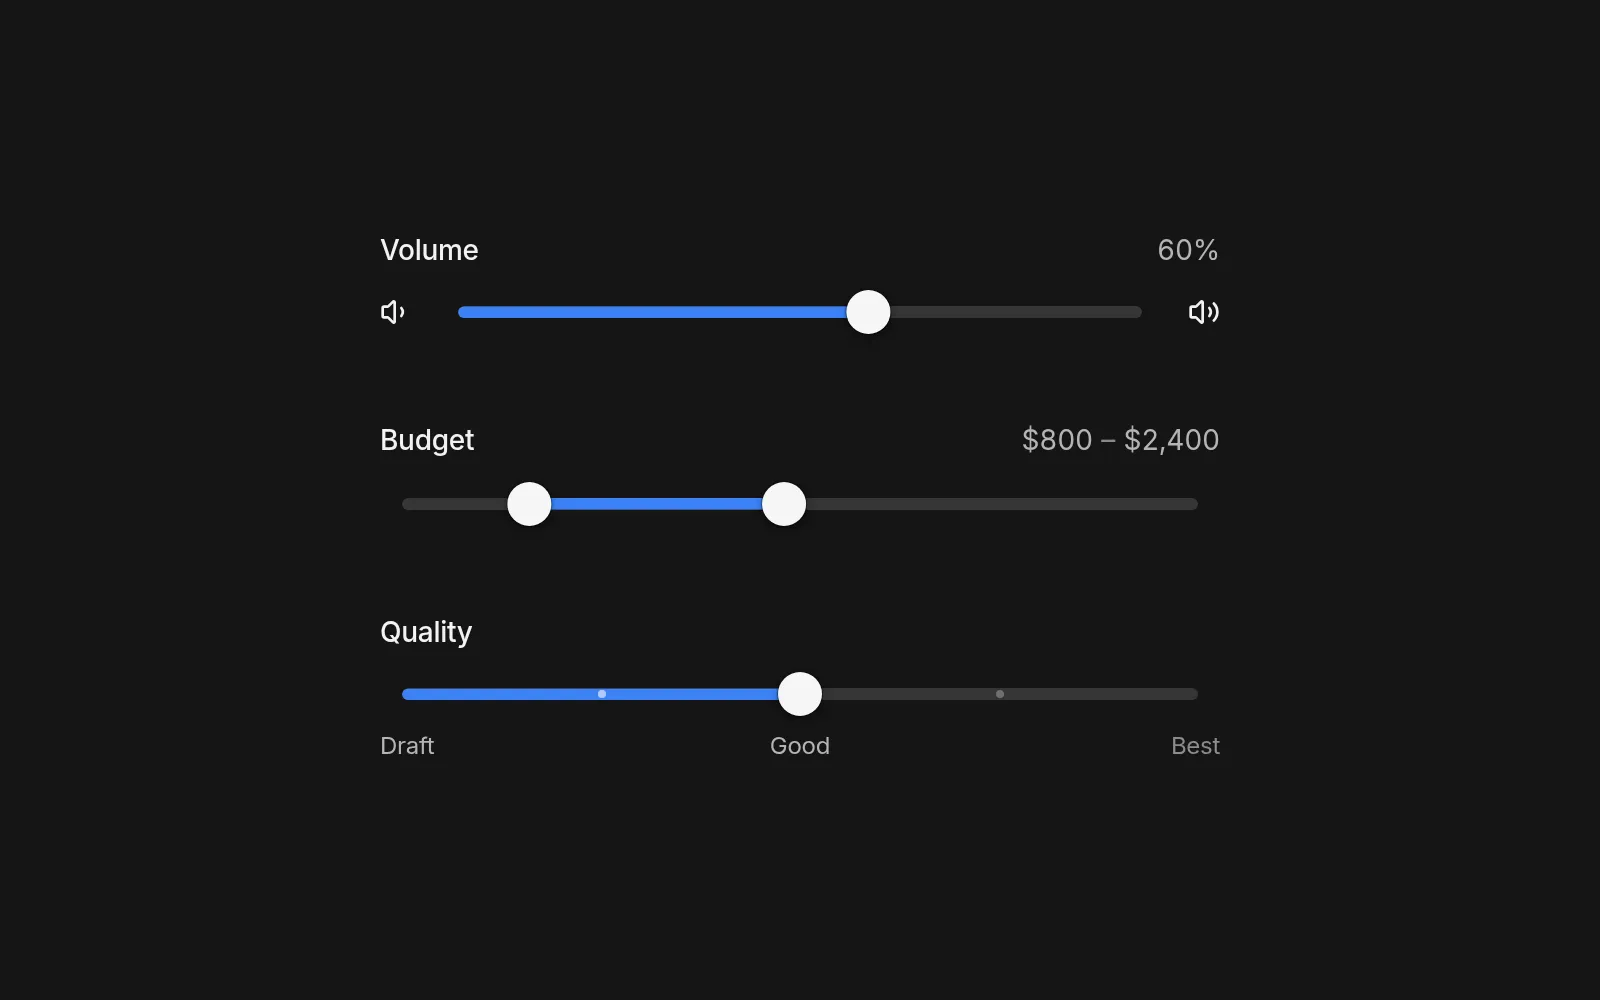 Volume
60%
Budget
$800 – $2,400
Quality
Draft
Good
Best